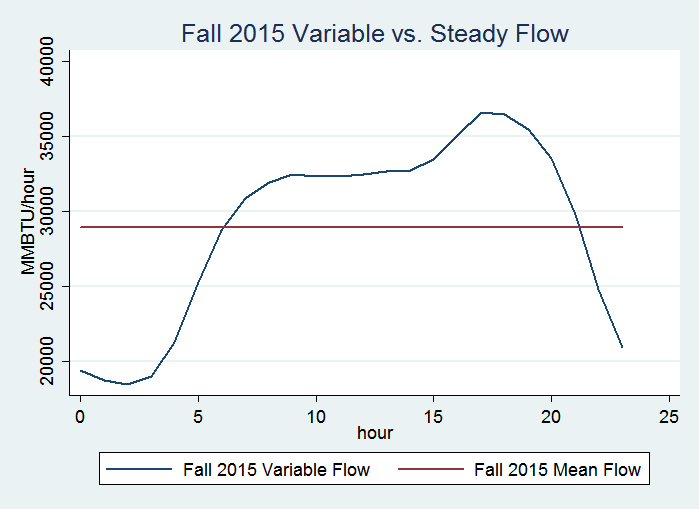 Fall 2015 Variable vs. Steady Flow
40000
35000
30000
25000
20000
MMBTU/hour
0 5 10 15 20 25
hour
Fall 2015 Variable Flow Fall 2015 Mean Flow